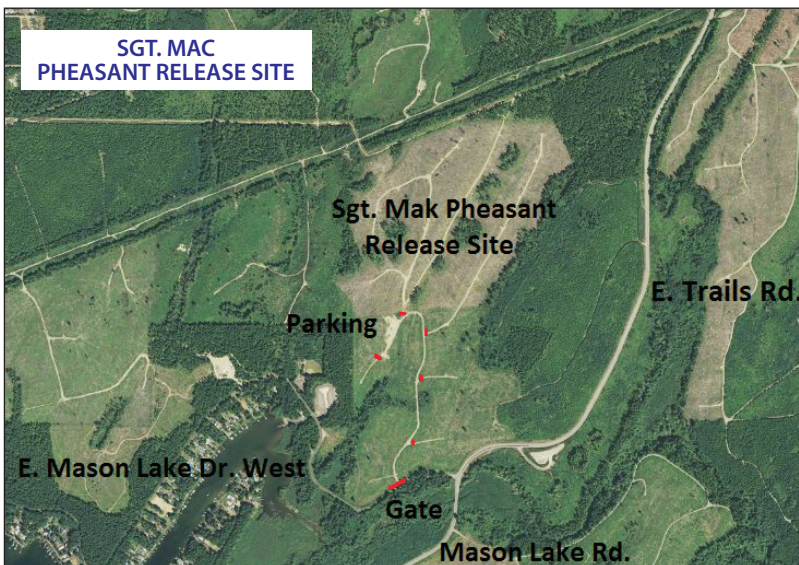 SGT. MAC
PHEASANT RELEASE SITE
Sgt. Mak Pheasant
Release Site
E. Trails Rd.
Parking
E. Mason Lake Dr. West
Gate
Mason Lake Rd.